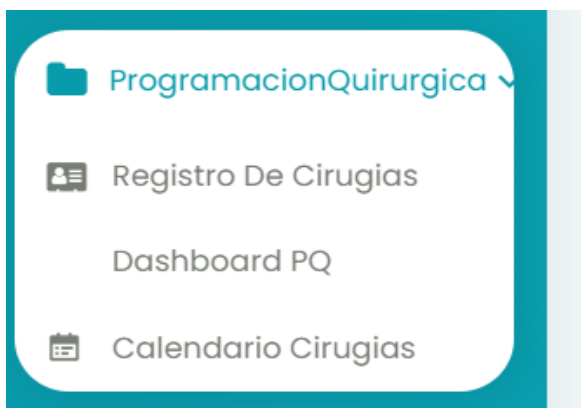 ProgramacionQuirurgica
Registro De Cirugias
Dashboard PQ
Calendario Cirugias